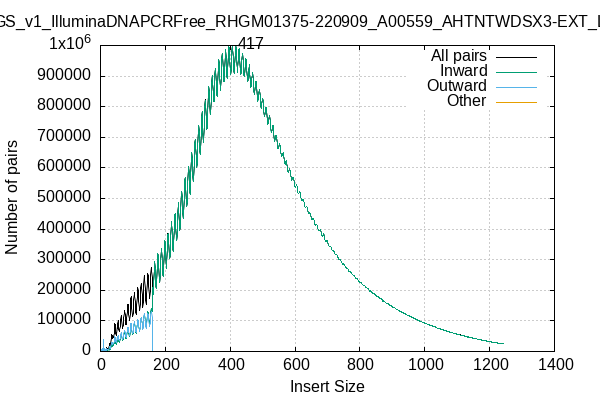 GS_v1_IlluminaDNAPCRFree_RHGM01375-220909_A00559_AHTNTWDSX3-EXT_L
1x10^6
417
All pairs
Inward
Outward
Other
900000
800000
700000
600000
500000
400000
300000
200000
100000
0
Number of pairs
0 200 400 600 800 1000 1200 1400
Insert Size